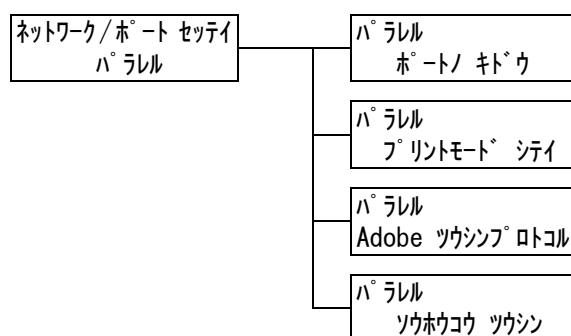 ネットワーク/ポート セッテイ
パラレル
パラレル
ポートノ キドウ
パラレル
プリントモード シテイ
パラレル
Adobe ツウシンプロトコル
パラレル
ソウホウコウ ツウシン